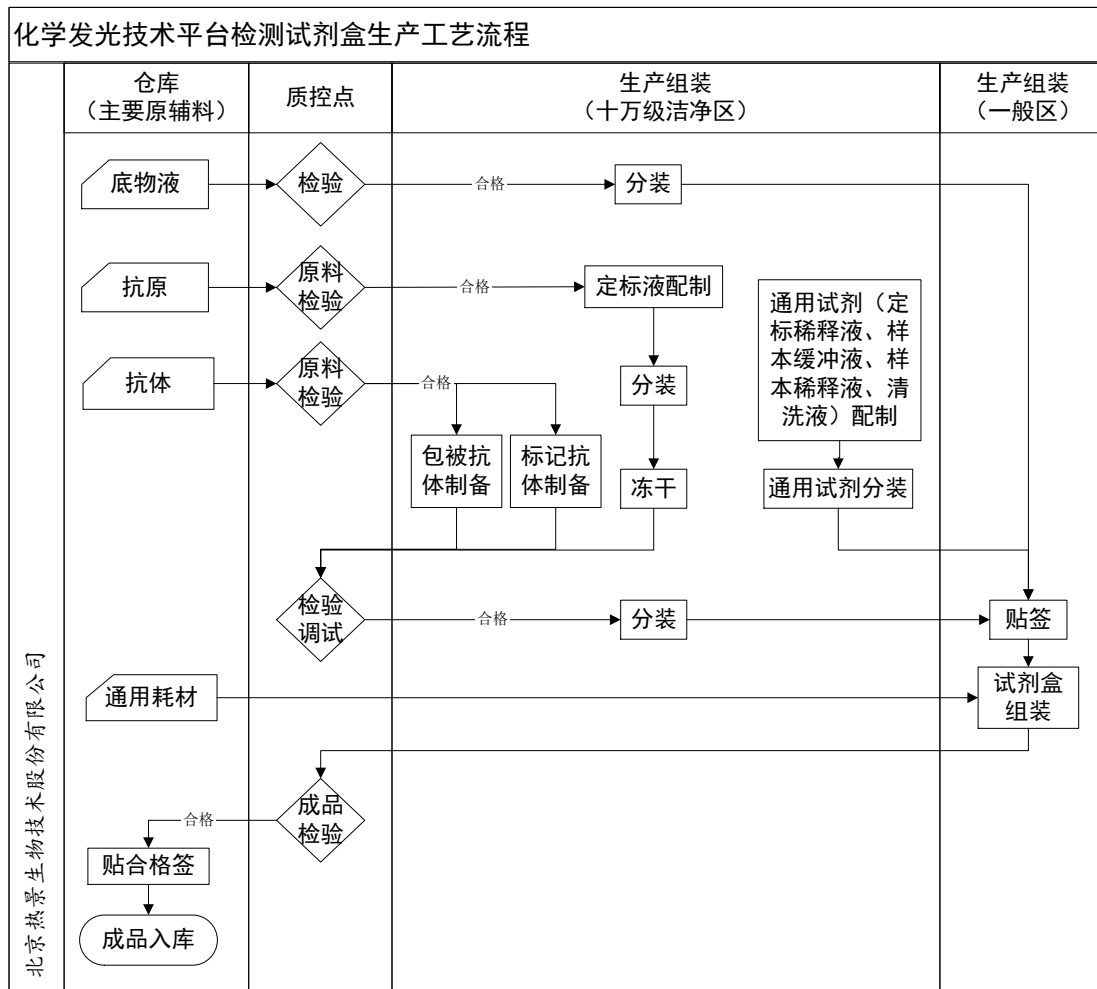 化学发光技术平台检测试剂盒生产工艺流程
仓库
（主要原辅料）
质控点
生产组装
（十万级洁净区）
生产组装
（一般区）
底物液
检验
合格
分装
抗原
原料
检验
合格
定标液配制
通用试剂（定
标稀释液、样
本缓冲液、样
本稀释液、清
洗液）配制
抗体
原料
检验
合格
分装
包被抗
体制备
标记抗
体制备
冻干
通用试剂分装
检验
调试
合格
分装
贴签
通用耗材
试剂盒
组装
成品
检验
合格
贴合格签
成品入库
北京热景生物技术股份有限公司